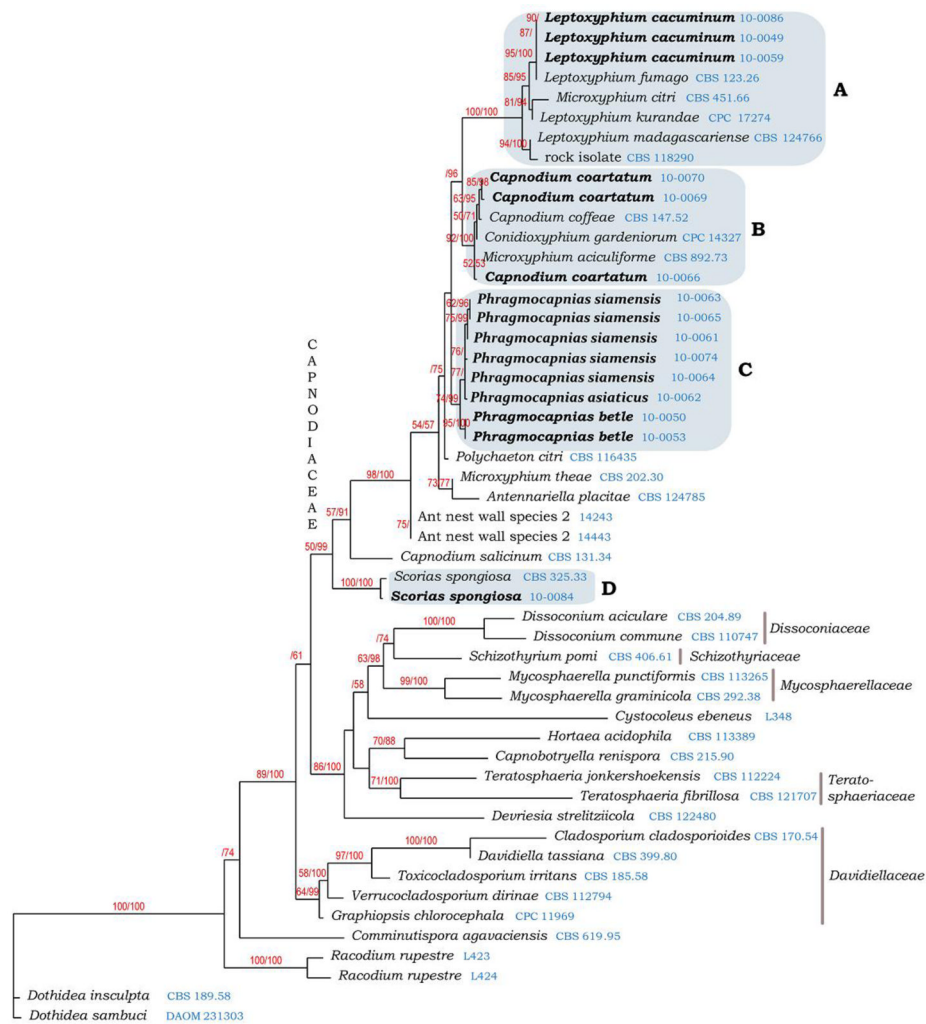 90/
Leptoxyphium cacuminum 10-0086
87/
Leptoxyphium cacuminum 10-0049
95/100
Leptoxyphium cacuminum 10-0059
85/95
Leptoxyphium fumago CBS 123.26
A
81/94
Microxyphium citri CBS 451.66
100/100
Leptoxyphium kurandae CPC 17274
94/100
Leptoxyphium madagascariense CBS 124766
rock isolate CBS 118290
/96
85/98
Capnodium coartatum 10-0070
63/95
Capnodium coartatum 10-0069
50/71
Capnodium coffeae CBS 147.52
B
92/100
Conidioxyphium gardeniorum CPC 14327
52/53
Microxyphium aciculiforme CBS 892.73
Capnodium coartatum 10-0066
62/96
Phragmocapnias siamensis 10-0063
75/99
Phragmocapnias siamensis 10-0065
Phragmocapnias siamensis 10-0061
76/
Phragmocapnias siamensis 10-0074
C
77/
Phragmocapnias siamensis 10-0064
/75
74/99
Phragmocapnias asiaticus 10-0062
95/100
Phragmocapnias betle 10-0050
Phragmocapnias betle 10-0053
54/57
Polychaeton citri CBS 116435
73/77
Microxyphium theae CBS 202.30
Antennariella placitae CBS 124785
98/100
Ant nest wall species 2 14243
75/
Ant nest wall species 2 14443
CAPNODIACEAE
57/91
Capnodium salicinum CBS 131.34
50/99
100/100
Scorias spongiosa CBS 325.33
D
Scorias spongiosa 10-0084
100/100
Dissoconium aciculare CBS 204.89
Dissoconiaceae
Dissoconium commune CBS 110747
/74
Schizothyrium pomi CBS 406.61
Schizothyriaceae
/61
63/98
99/100
Mycosphaerella punctiformis CBS 113265
Mycosphaerellaceae
Mycosphaerella graminicola CBS 292.38
/58
Cystocoleus ebeneus L348
70/88
Hortaea acidophila CBS 113389
Capnobotryella renispora CBS 215.90
86/100
71/100
Teratosphaeria jonkershoekensis CBS 112224
Terato-
sphaeriaceae
Teratosphaeria fibrillosa CBS 121707
89/100
Devriesia strelitziicola CBS 122480
100/100
Cladosporium cladosporioides CBS 170.54
97/100
Davidiella tassiana CBS 399.80
Davidiellaceae
58/100
Toxicocladosporium irritans CBS 185.58
64/99
Verrucocladosporium dirinae CBS 112794
Graphiopsis chlorocephala CPC 11969
/74
Comminutispora agavaciensis CBS 619.95
100/100
100/100
Racodium rupestre L423
Racodium rupestre L424
Dothidea insculpta CBS 189.58
Dothidea sambuci DAOM 231303